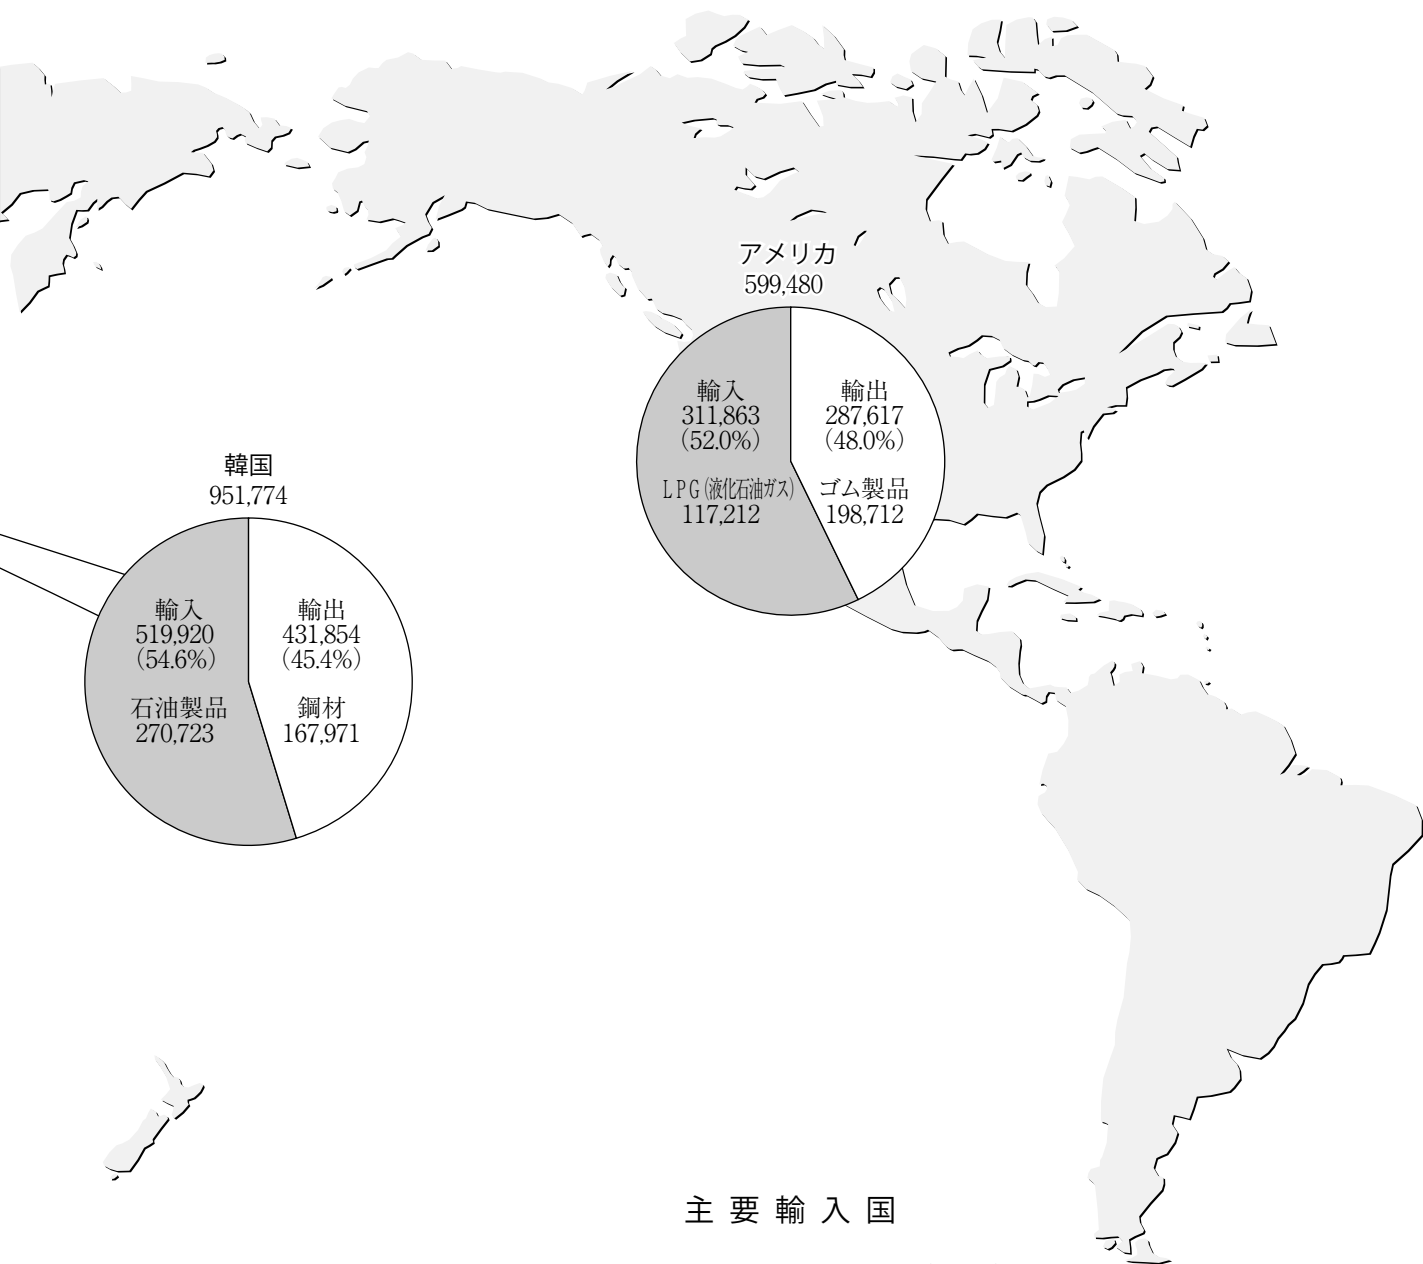 アメリカ
599,480
輸入
311,863
(52.0%)
LPG(液化石油ガス)
117,212
輸出
287,617
(48.0%)
ゴム製品
198,712
韓国
951,774
輸入
519,920
(54.6%)
石油製品
270,723
輸出
431,854
(45.4%)
鋼材
167,971
主要輸入国